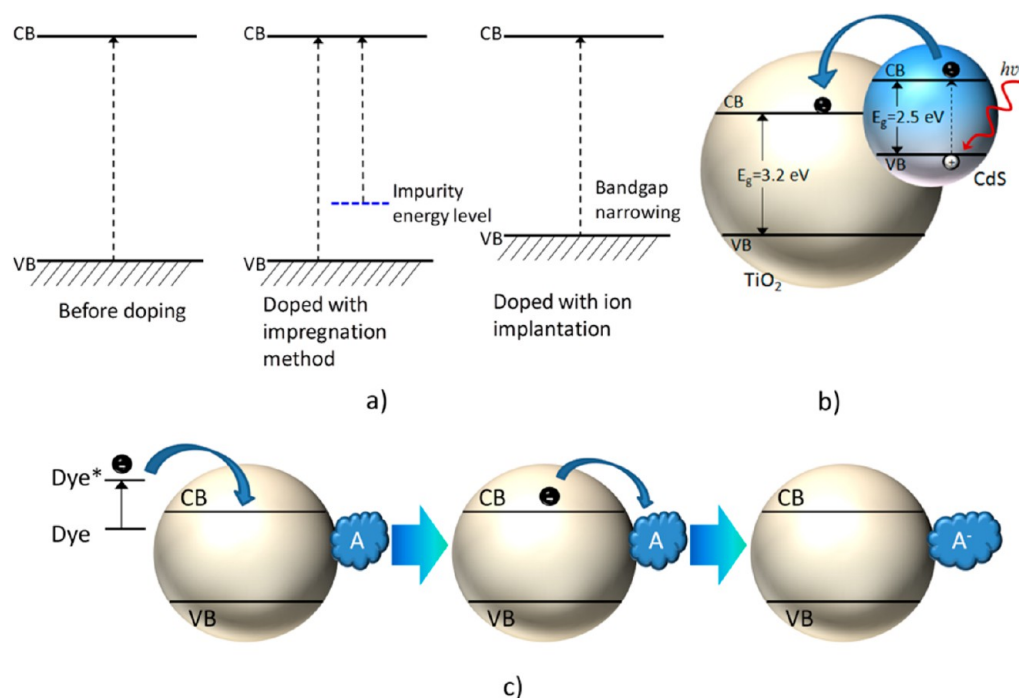 CB
VB
Before doping
CB
Impurity
energy level
VB
Doped with
impregnation
method
CB
Bandgap
narrowing
VB
Doped with ion
implantation
a)
CB
E_g=3.2 eV
VB
TiO₂
CB
E_g=2.5 eV
VB
+
CdS
hν
b)
Dye*
Dye
CB
VB
A
CB
VB
A
CB
VB
A⁻
c)